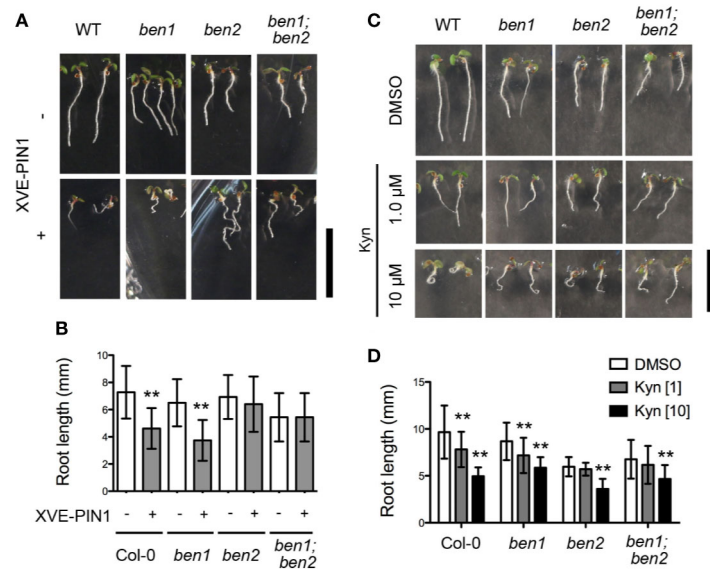 A
WT
ben1
ben2
ben1;
ben2
XVE-PIN1
-
+
B
Root length (mm)
10
8
6
4
2
0
**
**
XVE-PIN1
- + - + - + - +
Col-0
ben1
ben2
ben1;
ben2
C
WT
ben1
ben2
ben1;
ben2
DMSO
Kyn
1.0 µM
10 µM
D
DMSO
Kyn [1]
Kyn [10]
Root length (mm)
15
10
5
0
**
**
**
**
**
**
Col-0
ben1
ben2
ben1;
ben2